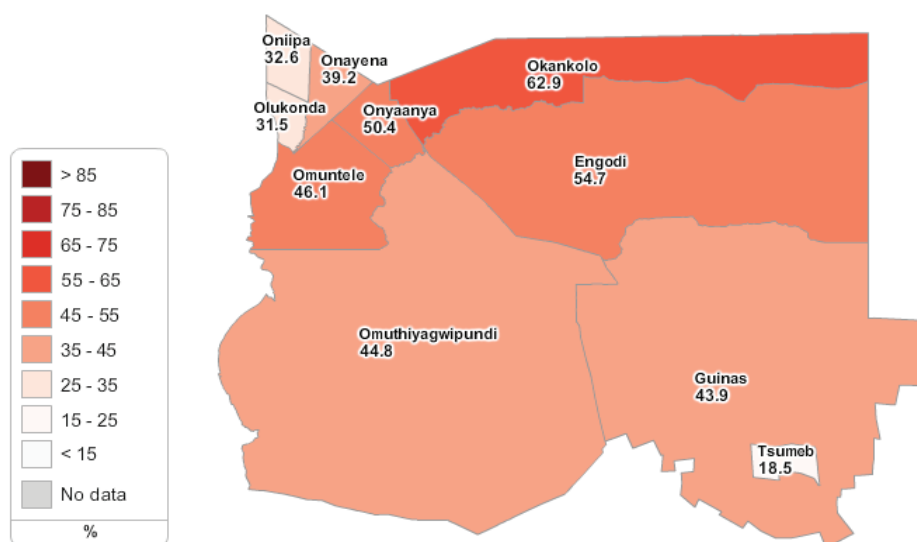 Oniipa
32.6
Onayena
39.2
Okankolo
62.9
Olukonda
31.5
Onyaanya
50.4
Engodi
54.7
Omuntele
46.1
Omuthiyagwipundi
44.8
Guinas
43.9
Tsumeb
18.5
> 85
75 - 85
65 - 75
55 - 65
45 - 55
35 - 45
25 - 35
15 - 25
< 15
No data
%